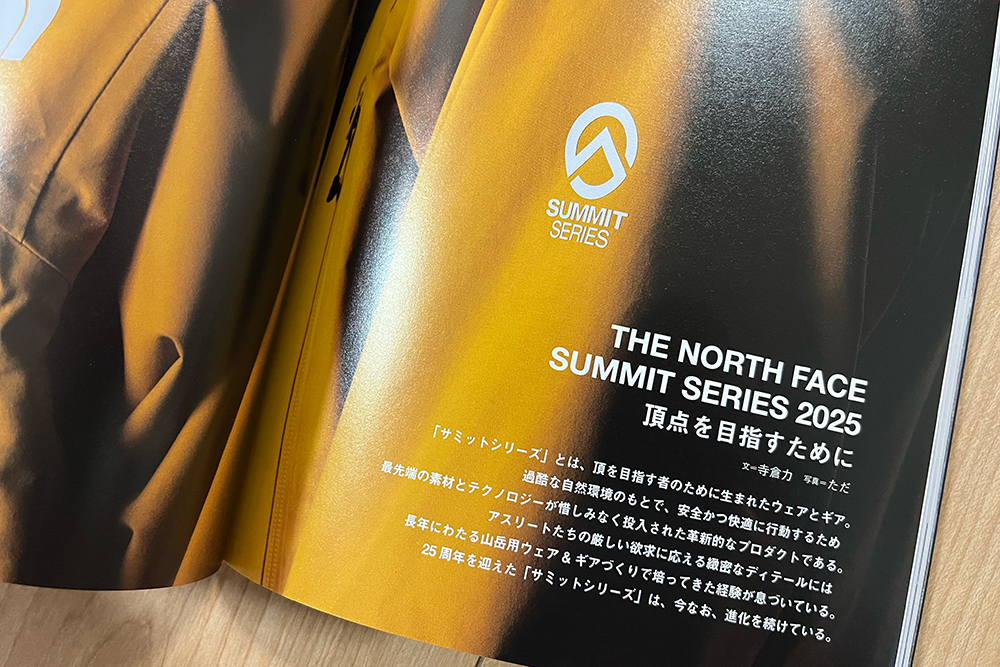 SUMMIT
SERIES
THE NORTH FACE
SUMMIT SERIES 2025
頂点を目指すために
文=寺倉力 写真=ただ
「サミットシリーズ」とは、頂を目指す者のために生まれたウェアとギア。
過酷な自然環境のもとで、安全かつ快適に行動するため
最先端の素材とテクノロジーが惜しみなく投入された革新的なプロダクトである。
アスリートたちの厳しい欲求に応える緻密なディテールには
長年にわたる山岳用ウェア＆ギアづくりで培ってきた経験が息づいている。
25周年を迎えた「サミットシリーズ」は、今なお、進化を続けている。